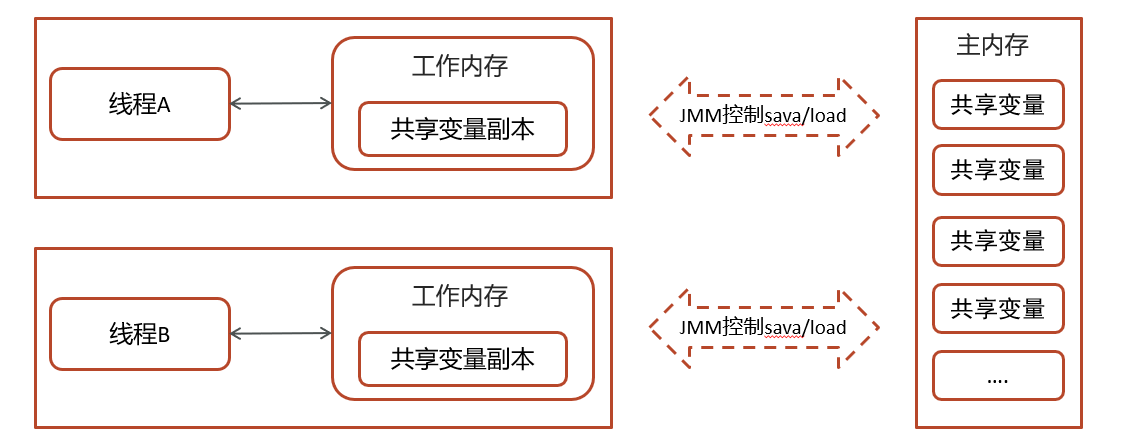 线程A
工作内存
共享变量副本
JMM控制sava/load
线程B
工作内存
共享变量副本
JMM控制sava/load
主内存
共享变量
共享变量
共享变量
共享变量
....